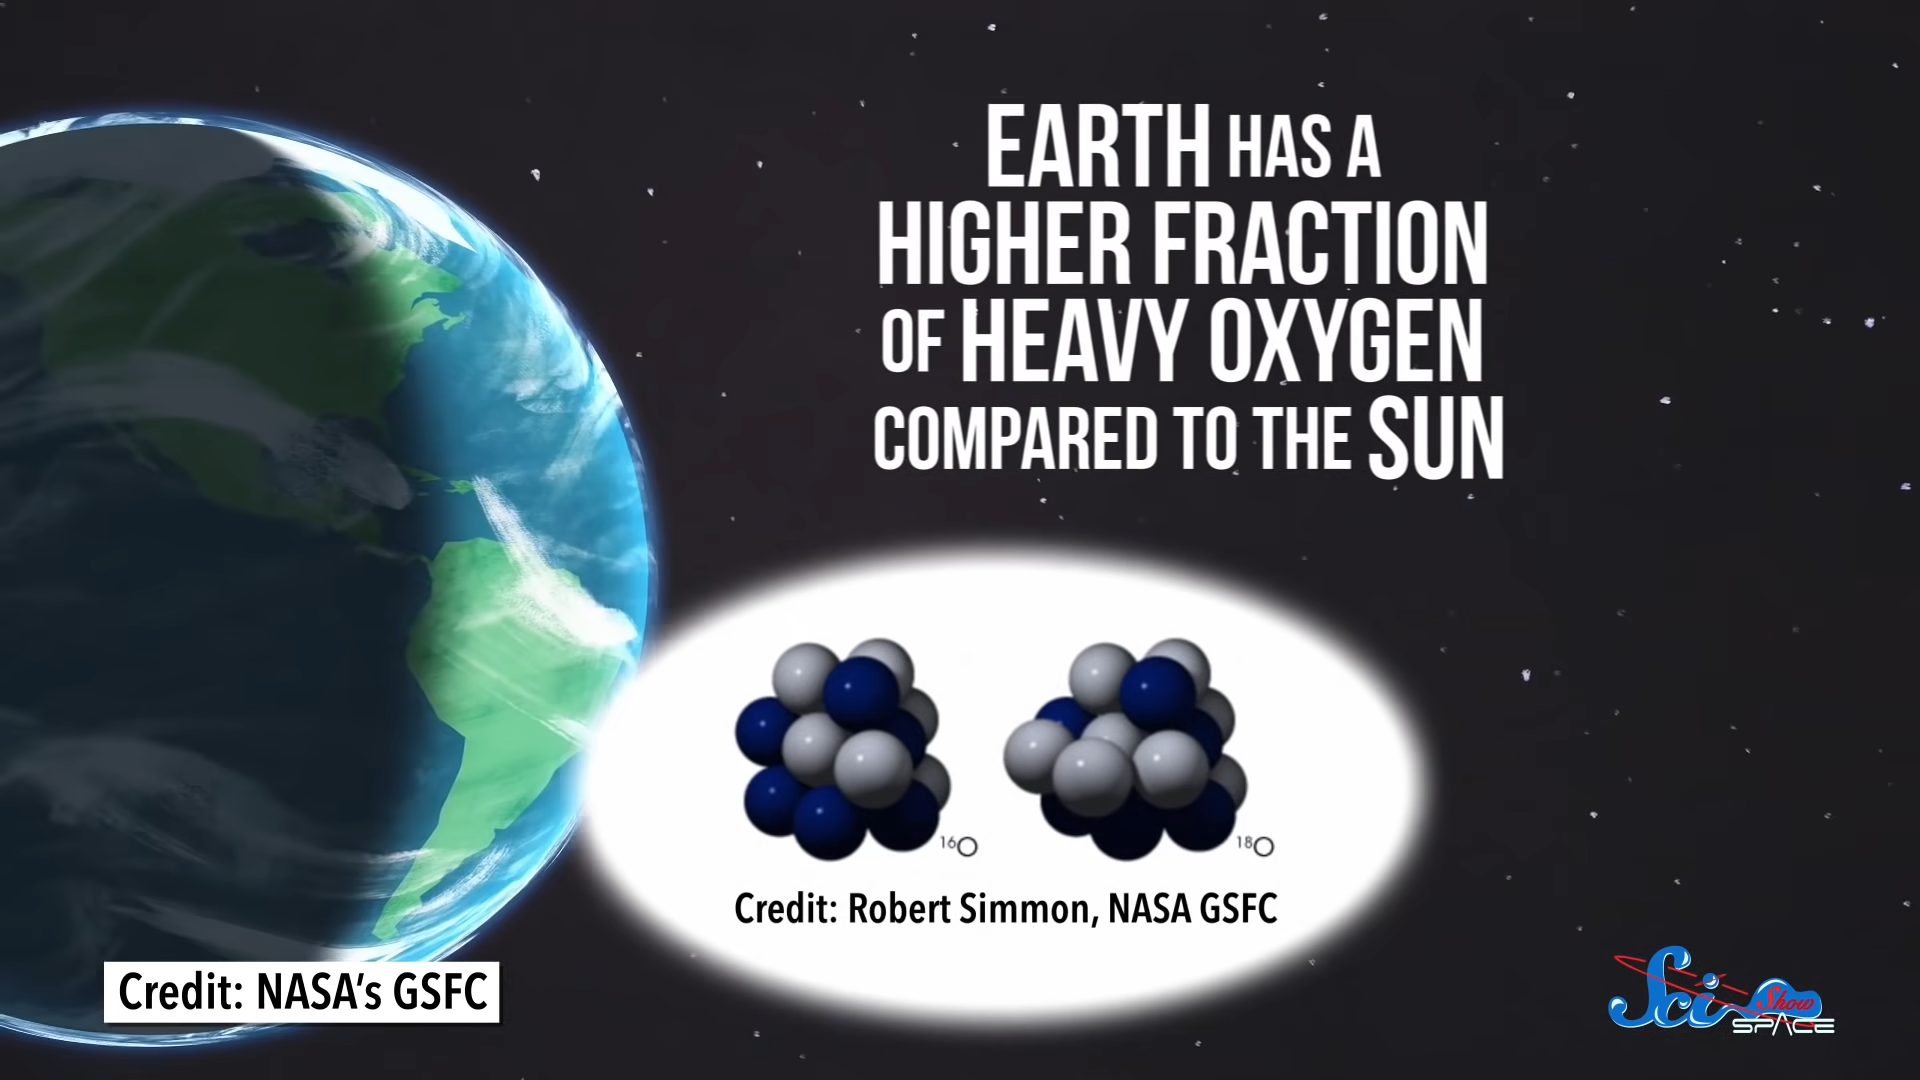 EARTH HAS A
HIGHER FRACTION
OF HEAVY OXYGEN
COMPARED TO THE SUN
16O
18O
Credit: Robert Simmon, NASA GSFC
Credit: NASA's GSFC
Sci Show
SPACE